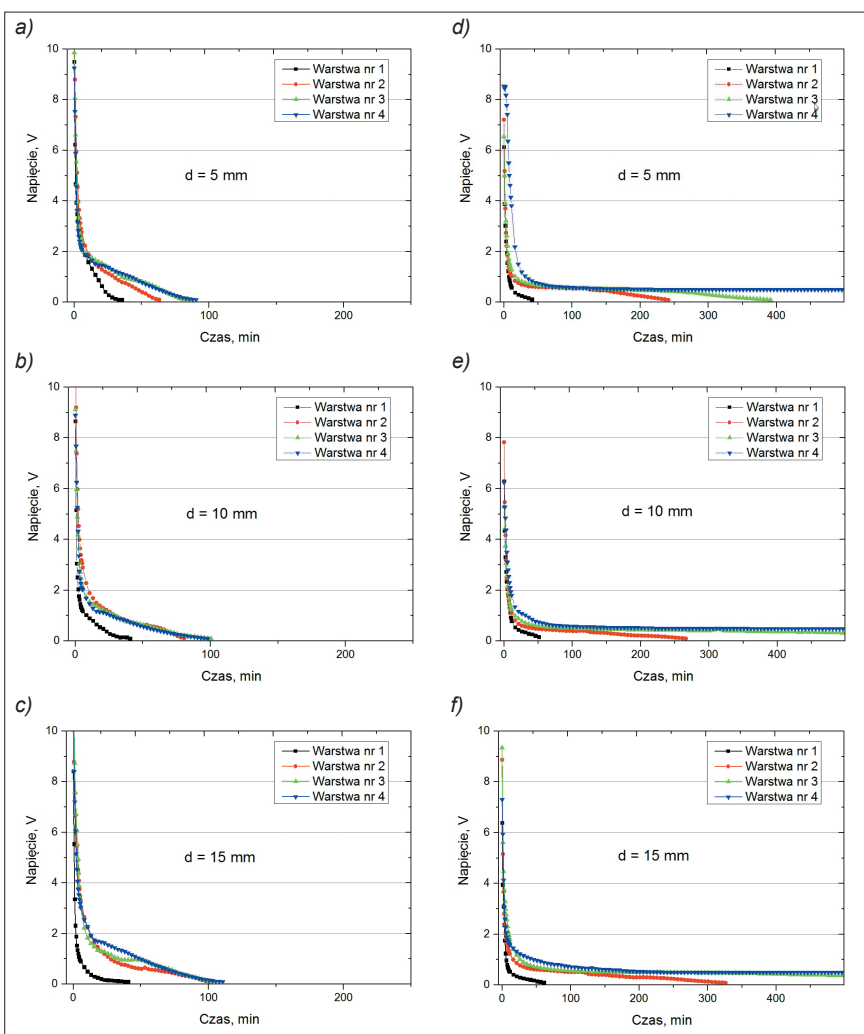 a)
10
8
6
4
2
0
Napięcie, V
Warstwa nr 1
Warstwa nr 2
Warstwa nr 3
Warstwa nr 4
d = 5 mm
0 100 200
Czas, min
d)
10
8
6
4
2
0
Napięcie, V
Warstwa nr 1
Warstwa nr 2
Warstwa nr 3
Warstwa nr 4
d = 5 mm
0 100 200 300 400
Czas, min
b)
10
8
6
4
2
0
Napięcie, V
Warstwa nr 1
Warstwa nr 2
Warstwa nr 3
Warstwa nr 4
d = 10 mm
0 100 200
Czas, min
e)
10
8
6
4
2
0
Napięcie, V
Warstwa nr 1
Warstwa nr 2
Warstwa nr 3
Warstwa nr 4
d = 10 mm
0 100 200 300 400
Czas, min
c)
10
8
6
4
2
0
Napięcie, V
Warstwa nr 1
Warstwa nr 2
Warstwa nr 3
Warstwa nr 4
d = 15 mm
0 100 200
Czas, min
f)
10
8
6
4
2
0
Napięcie, V
Warstwa nr 1
Warstwa nr 2
Warstwa nr 3
Warstwa nr 4
d = 15 mm
0 100 200 300 400
Czas, min